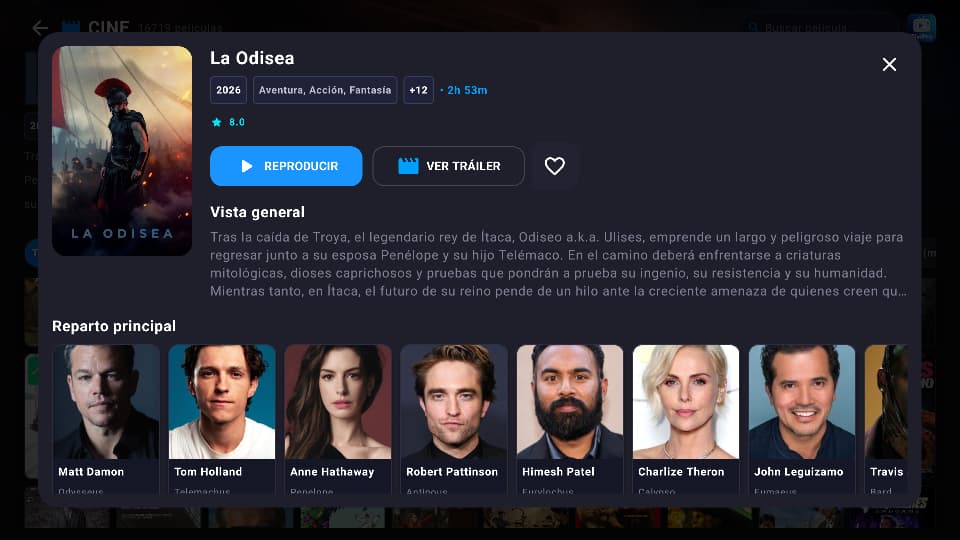 CINE 16719 películas
Buscar película
La Odisea
2026 Aventura, Acción, Fantasía +12 • 2h 53m
★ 8.0
REPRODUCIR VER TRÁILER
LA ODISEA
Vista general
Tras la caída de Troya, el legendario rey de Ítaca, Odiseo a.k.a. Ulises, emprende un largo y peligroso viaje para
regresar junto a su esposa Penélope y su hijo Telémaco. En el camino deberá enfrentarse a criaturas
mitológicas, dioses caprichosos y pruebas que pondrán a prueba su ingenio, su resistencia y su humanidad.
Mientras tanto, en Ítaca, el futuro de su reino pende de un hilo ante la creciente amenaza de quienes creen qu...
Reparto principal
Matt Damon Tom Holland Anne Hathaway Robert Pattinson Himesh Patel Charlize Theron John Leguizamo Travis
Odysseus Telemachus Penelope Antinous Eurylochus Calypso Eumaeus Bard